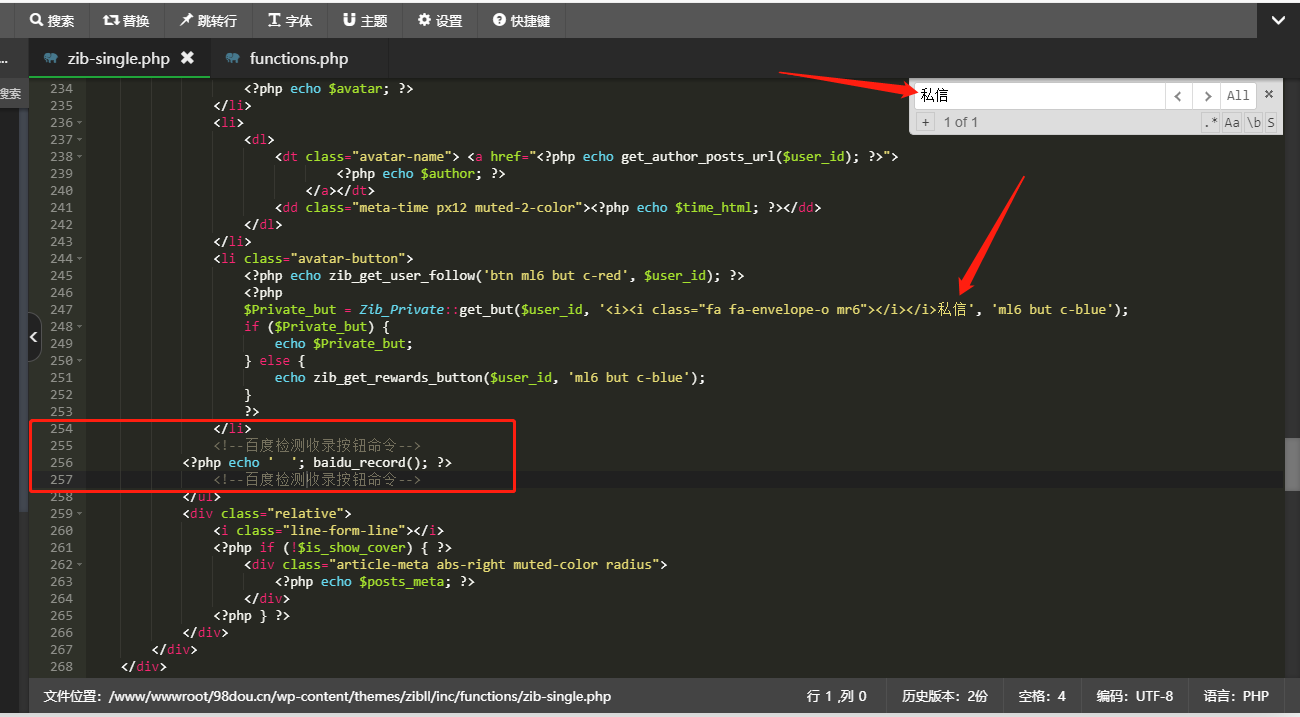 搜索 替换 跳转行 字体 主题 设置 快捷键
... zib-single.php functions.php
搜索
私信 All
+ 1 of 1 .* Aa \b S
234 <?php echo $avatar; ?>
235 </li>
236 <li>
237 <dl>
238 <dt class="avatar-name"> <a href="<?php echo get_author_posts_url($user_id); ?>">
239 <?php echo $author; ?>
240 </a></dt>
241 <dd class="meta-time px12 muted-2-color"><?php echo $time_html; ?></dd>
242 </dl>
243 </li>
244 <li class="avatar-button">
245 <?php echo zib_get_user_follow('btn ml6 but c-red', $user_id); ?>
246 <?php
247 $Private_but = Zib_Private::get_but($user_id, '<i><i class="fa fa-envelope-o mr6"></i></i>私信', 'ml6 but c-blue');
248 if ($Private_but) {
249 echo $Private_but;
250 } else {
251 echo zib_get_rewards_button($user_id, 'ml6 but c-blue');
252 }
253 ?>
254 </li>
255 <!--百度检测收录按钮命令-->
256 <?php echo '  '; baidu_record(); ?>
257 <!--百度检测收录按钮命令-->
258 </ul>
259 <div class="relative">
260 <i class="line-form-line"></i>
261 <?php if (!$is_show_cover) { ?>
262 <div class="article-meta abs-right muted-color radius">
263 <?php echo $posts_meta; ?>
264 </div>
265 <?php } ?>
266 </div>
267 </div>
268 </div>
文件位置: /www/wwwroot/98dou.cn/wp-content/themes/zibll/inc/functions/zib-single.php 行 1 ,列 0 历史版本: 2份 空格: 4 编码: UTF-8 语言: PHP